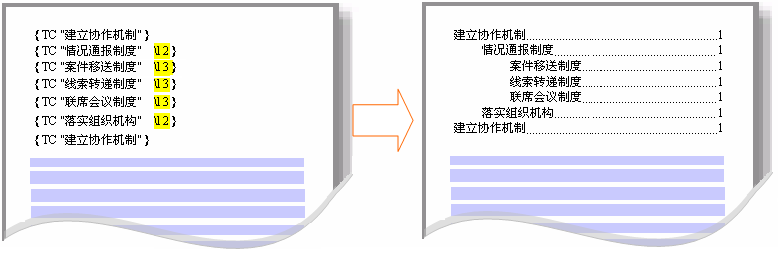 { TC "建立协作机制" }
{ TC "情况通报制度" \l2 }
{ TC "案件移送制度" \l3 }
{ TC "线索转递制度" \l3 }
{ TC "联席会议制度" \l3 }
{ TC "落实组织机构" \l2 }
{ TC "建立协作机制" }
建立协作机制........................................1
情况通报制度........................................1
案件移送制度........................................1
线索转递制度........................................1
联席会议制度........................................1
落实组织机构........................................1
建立协作机制........................................1